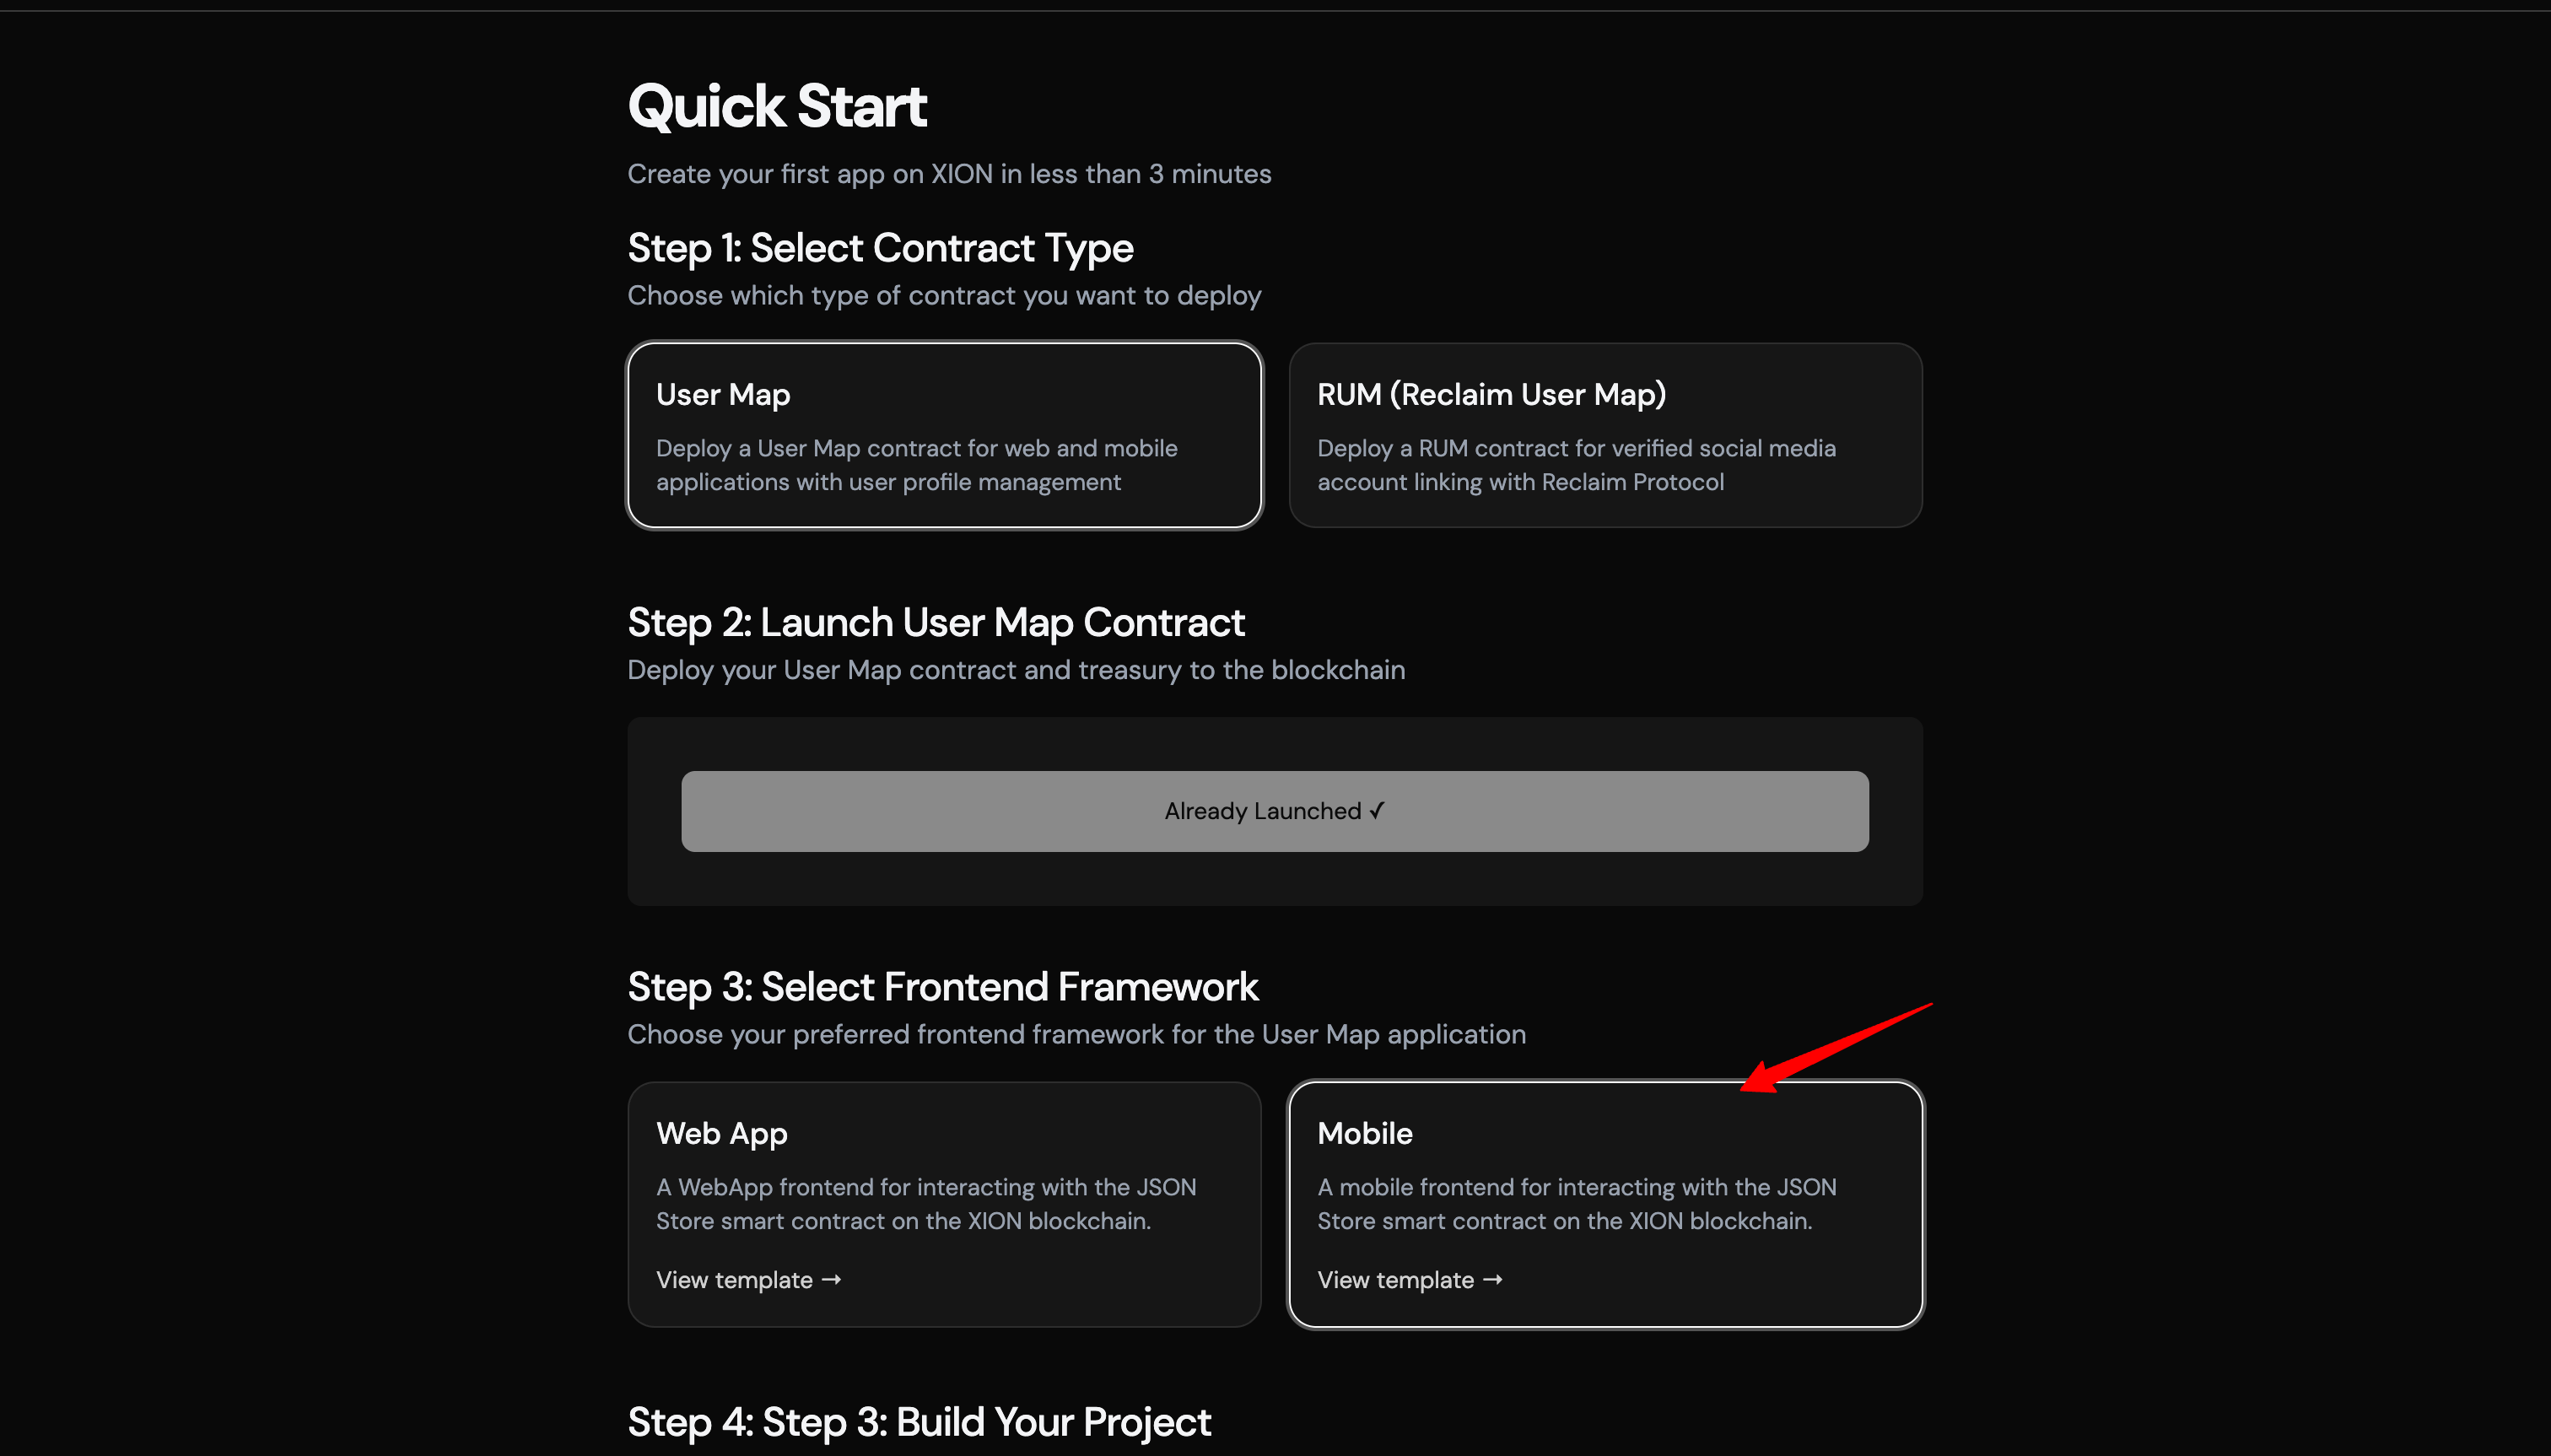 Quick Start
Create your first app on XION in less than 3 minutes
Step 1: Select Contract Type
Choose which type of contract you want to deploy
User Map
Deploy a User Map contract for web and mobile
applications with user profile management
RUM (Reclaim User Map)
Deploy a RUM contract for verified social media
account linking with Reclaim Protocol
Step 2: Launch User Map Contract
Deploy your User Map contract and treasury to the blockchain
Already Launched ✓
Step 3: Select Frontend Framework
Choose your preferred frontend framework for the User Map application
Web App
A WebApp frontend for interacting with the JSON
Store smart contract on the XION blockchain.
View template →
Mobile
A mobile frontend for interacting with the JSON
Store smart contract on the XION blockchain.
View template →
Step 4: Step 3: Build Your Project